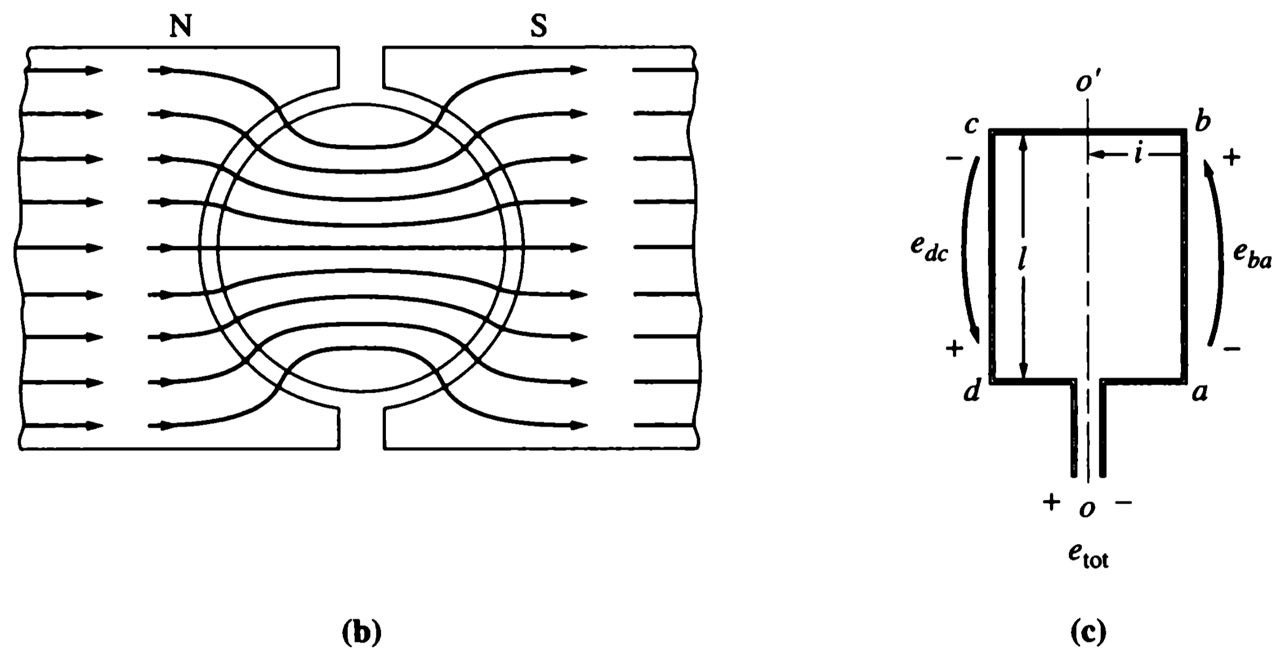 N S
o'
c b
− i +
e_dc l e_ba
+ −
d a
+ o −
e_tot
(b) (c)